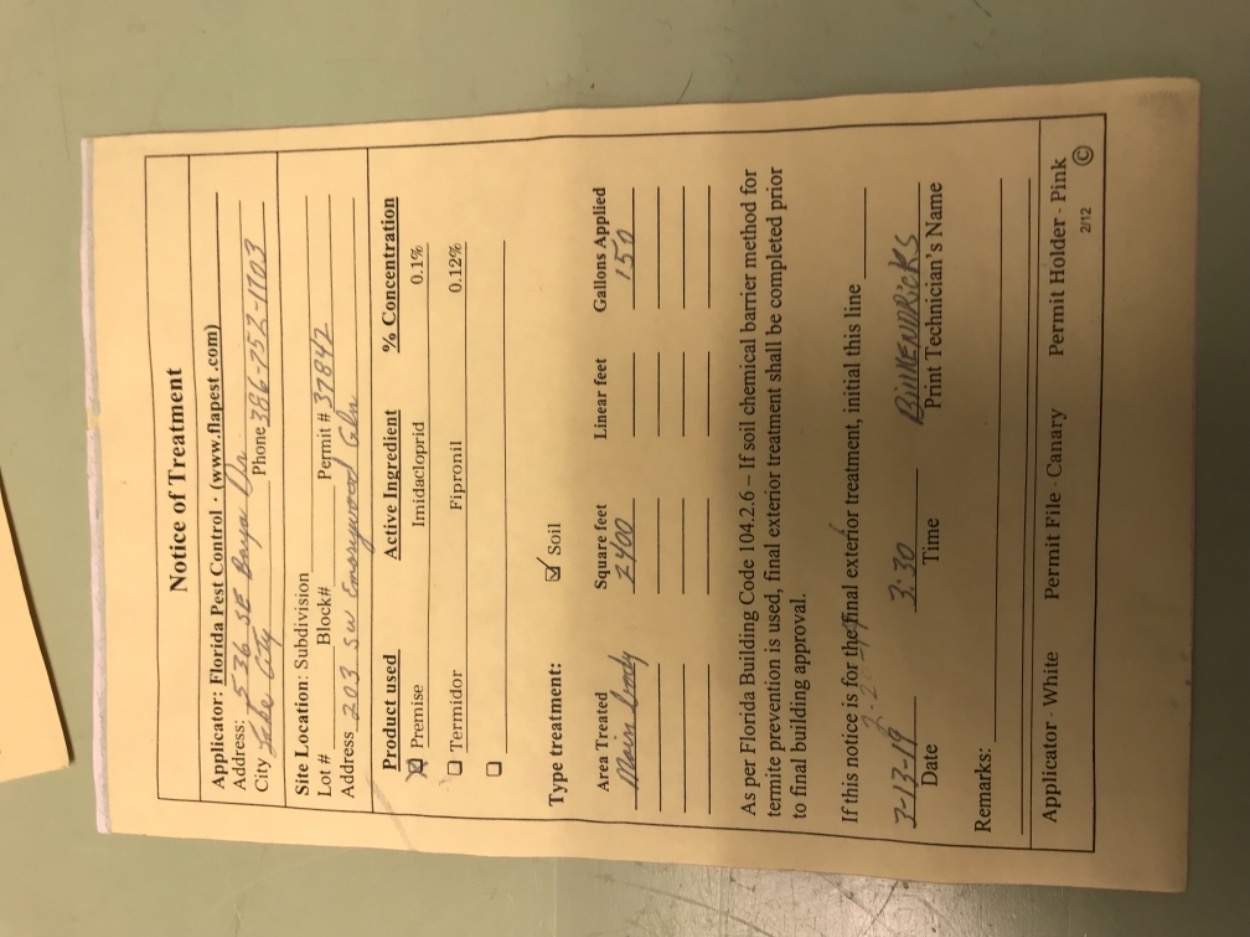 Notice of Treatment
Applicator: Florida Pest Control · (www.flapest .com)
Address: 536 SE Baya Dr
City Lake City Phone 386-752-1703
Site Location: Subdivision
Lot # Block# Permit # 37842
Address 203 SW Emorywood Gln
Product used Active Ingredient % Concentration
Premise Imidacloprid 0.1%
Termidor Fipronil 0.12%
Type treatment: Soil
Area Treated Square feet Linear feet Gallons Applied
Main Body 2400 150
As per Florida Building Code 104.2.6 – If soil chemical barrier method for
termite prevention is used, final exterior treatment shall be completed prior
to final building approval.
If this notice is for the final exterior treatment, initial this line
3-13-19 3:30 Bill KENDRICKS
Date Time Print Technician's Name
Remarks:
Applicator - White Permit File - Canary Permit Holder - Pink
2/12 ©